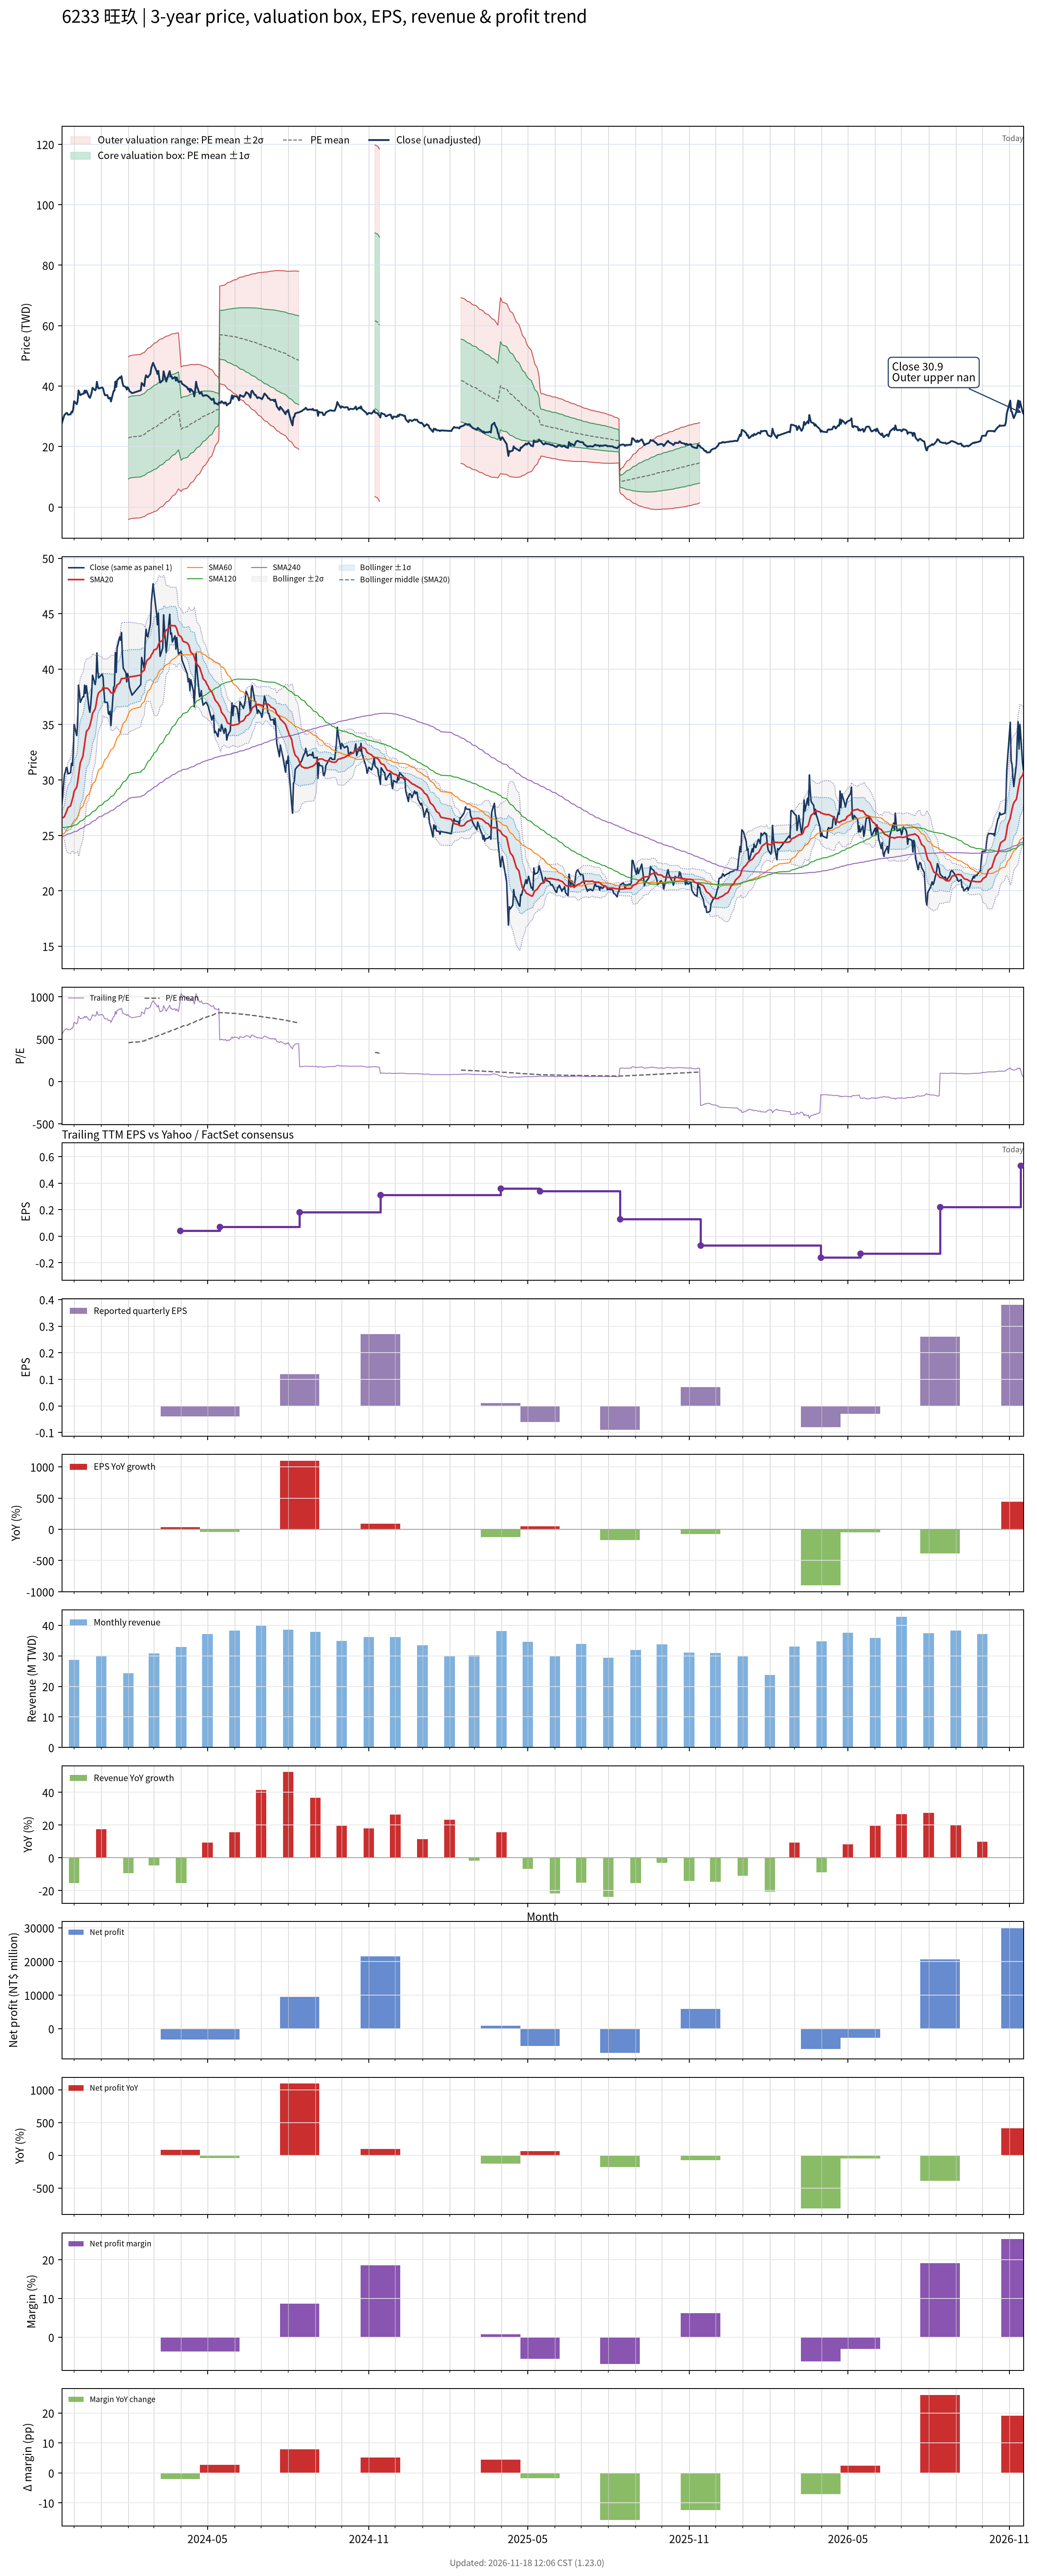 6233 旺玖 | 3-year price, valuation box, EPS, revenue & profit trend
Outer valuation range: PE mean ±2σ
PE mean
Close (unadjusted)
Core valuation box: PE mean ±1σ
Today
120
100
80
60
40
20
0
Price (TWD)
Close 30.9
Outer upper nan
Close (same as panel 1)
SMA60
SMA240
Bollinger ±1σ
SMA20
SMA120
Bollinger ±2σ
Bollinger middle (SMA20)
50
45
40
35
30
25
20
15
Price
Trailing P/E
P/E mean
1000
500
0
-500
P/E
Trailing TTM EPS vs Yahoo / FactSet consensus
Today
0.6
0.4
0.2
0.0
-0.2
EPS
Reported quarterly EPS
0.4
0.3
0.2
0.1
0.0
-0.1
EPS
EPS YoY growth
1000
500
0
-500
-1000
YoY (%)
Monthly revenue
40
30
20
10
0
Revenue (M TWD)
Revenue YoY growth
40
20
0
-20
YoY (%)
Month
Net profit
30000
20000
10000
0
Net profit (NT$ million)
Net profit YoY
1000
500
0
-500
YoY (%)
Net profit margin
20
10
0
Margin (%)
Margin YoY change
20
10
0
-10
Δ margin (pp)
2024-05
2024-11
2025-05
2025-11
2026-05
2026-11
Updated: 2026-11-18 12:06 CST (1.23.0)